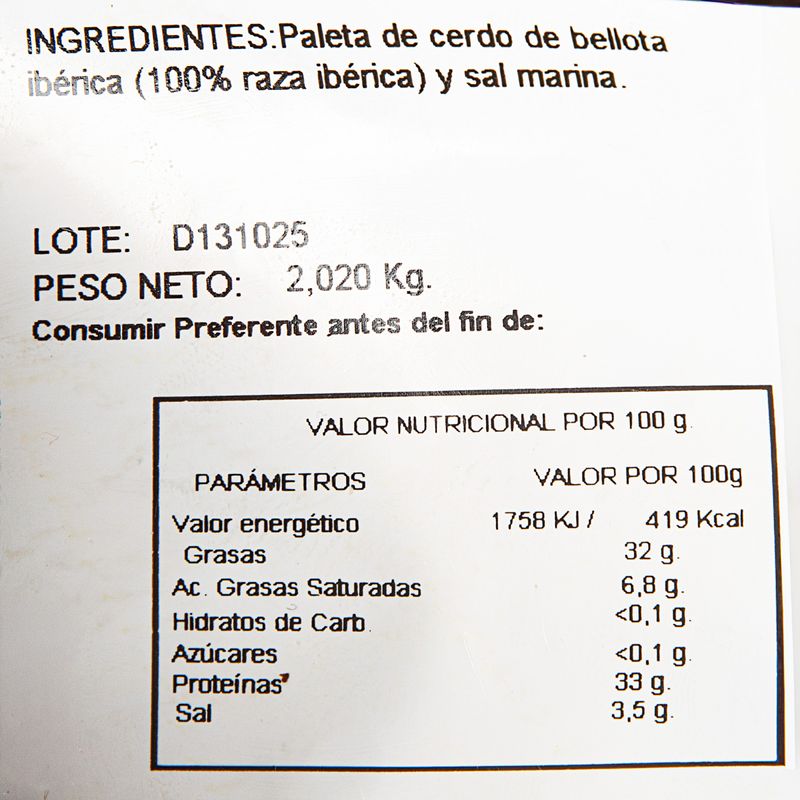 INGREDIENTES:Paleta de cerdo de bellota
ibérica (100% raza ibérica) y sal marina.
LOTE: D131025
PESO NETO: 2,020 Kg.
Consumir Preferente antes del fin de:
VALOR NUTRICIONAL POR 100 g.
PARÁMETROS VALOR POR 100g
Valor energético 1758 KJ / 419 Kcal
Grasas 32 g.
Ac. Grasas Saturadas 6,8 g.
Hidratos de Carb. <0,1 g.
Azúcares <0,1 g.
Proteínas 33 g.
Sal 3,5 g.